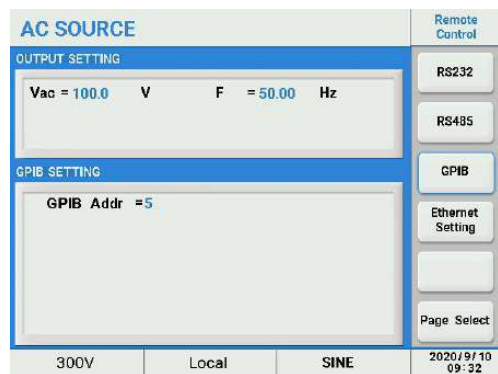 AC SOURCE
OUTPUT SETTING
Vac = 100.0 V F = 50.00 Hz
GPIB SETTING
GPIB Addr =5
300V Local SINE
Remote
Control
RS232
RS485
GPIB
Ethernet
Setting
Page Select
2020/9/10
09:32